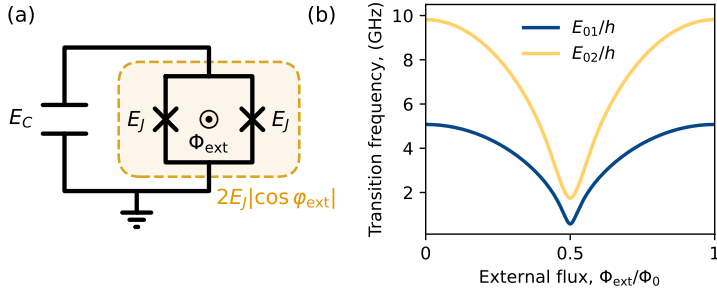 (a)
E_C
E_J
E_J
Φ_ext
2E_J|cos φ_ext|
(b)
Transition frequency, (GHz)
10
8
6
4
2
E_01/h
E_02/h
0
0.5
1
External flux, Φ_ext/Φ_0